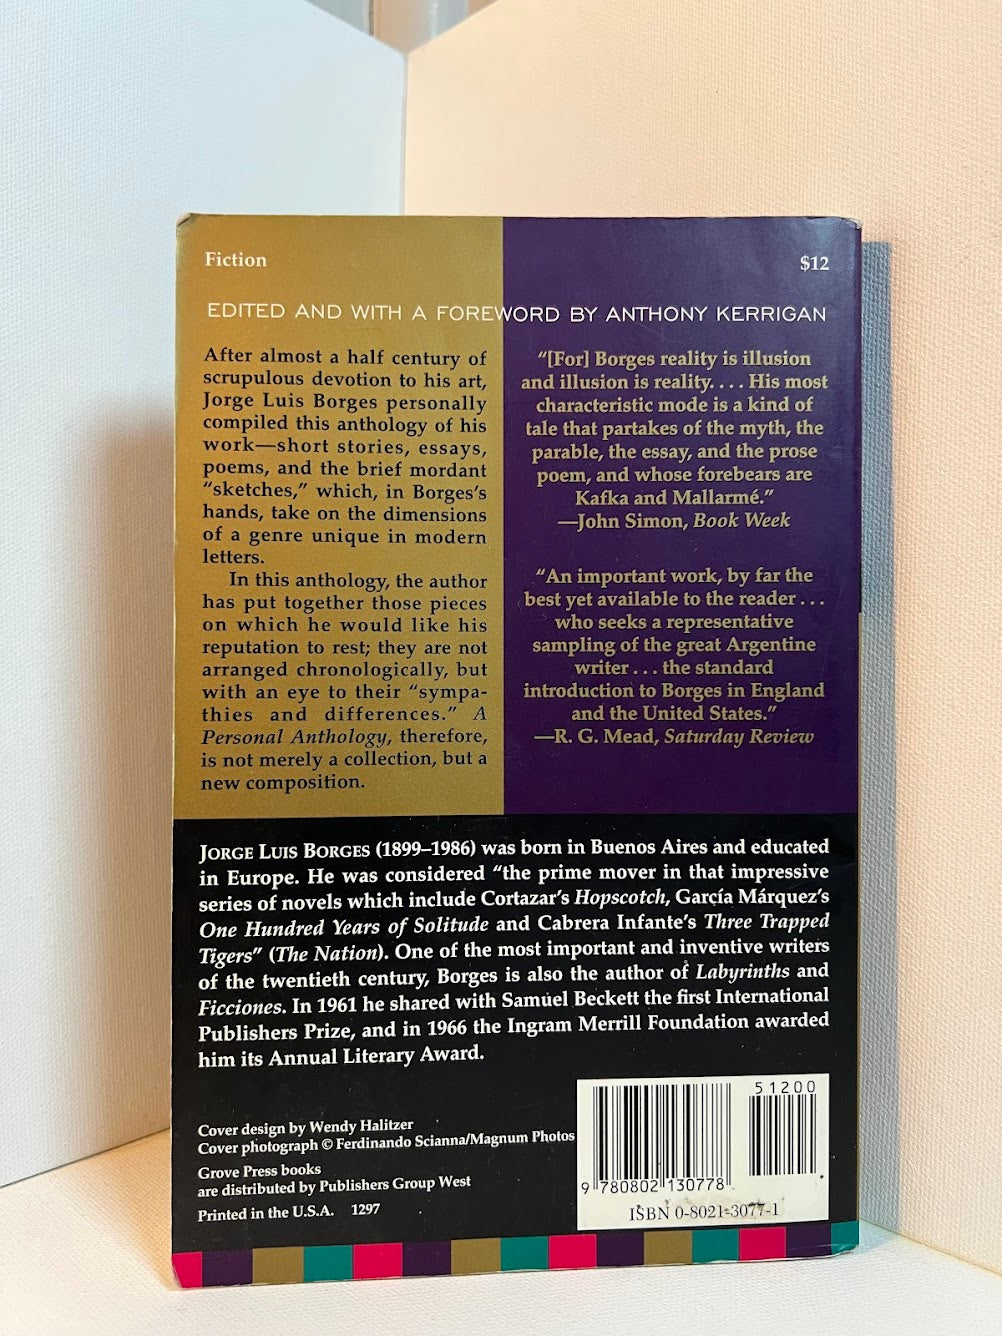 Fiction
$12
EDITED AND WITH A FOREWORD BY ANTHONY KERRIGAN
After almost a half century of
scrupulous devotion to his art,
Jorge Luis Borges personally
compiled this anthology of his
work—short stories, essays,
poems, and the brief mordant
“sketches,” which, in Borges’s
hands, take on the dimensions
of a genre unique in modern
letters.
In this anthology, the author
has put together those pieces
on which he would like his
reputation to rest; they are not
arranged chronologically, but
with an eye to their “sympa-
thies and differences.” A
Personal Anthology, therefore,
is not merely a collection, but a
new composition.
“[For] Borges reality is illusion
and illusion is reality. . . . His most
characteristic mode is a kind of
tale that partakes of the myth, the
parable, the essay, and the prose
poem, and whose forebears are
Kafka and Mallarmé.”
—John Simon, Book Week
“An important work, by far the
best yet available to the reader . . .
who seeks a representative
sampling of the great Argentine
writer . . . the standard
introduction to Borges in England
and the United States.”
—R. G. Mead, Saturday Review
JORGE LUIS BORGES (1899–1986) was born in Buenos Aires and educated
in Europe. He was considered “the prime mover in that impressive
series of novels which include Cortazar’s Hopscotch, García Márquez’s
One Hundred Years of Solitude and Cabrera Infante’s Three Trapped
Tigers” (The Nation). One of the most important and inventive writers
of the twentieth century, Borges is also the author of Labyrinths and
Ficciones. In 1961 he shared with Samuel Beckett the first International
Publishers Prize, and in 1966 the Ingram Merrill Foundation awarded
him its Annual Literary Award.
Cover design by Wendy Halitzer
Cover photograph © Ferdinando Scianna/Magnum Photos
Grove Press books
are distributed by Publishers Group West
Printed in the U.S.A. 1297
51200
9 780802 130778
ISBN 0-8021-3077-1